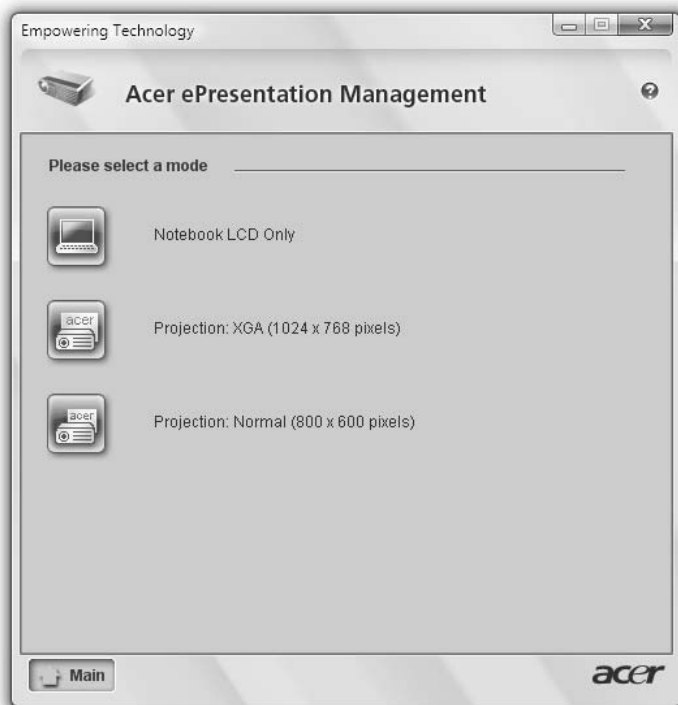 Empowering Technology
Acer ePresentation Management
Please select a mode
Notebook LCD Only
acer
Projection: XGA (1024 x 768 pixels)
acer
Projection: Normal (800 x 600 pixels)
Main
acer